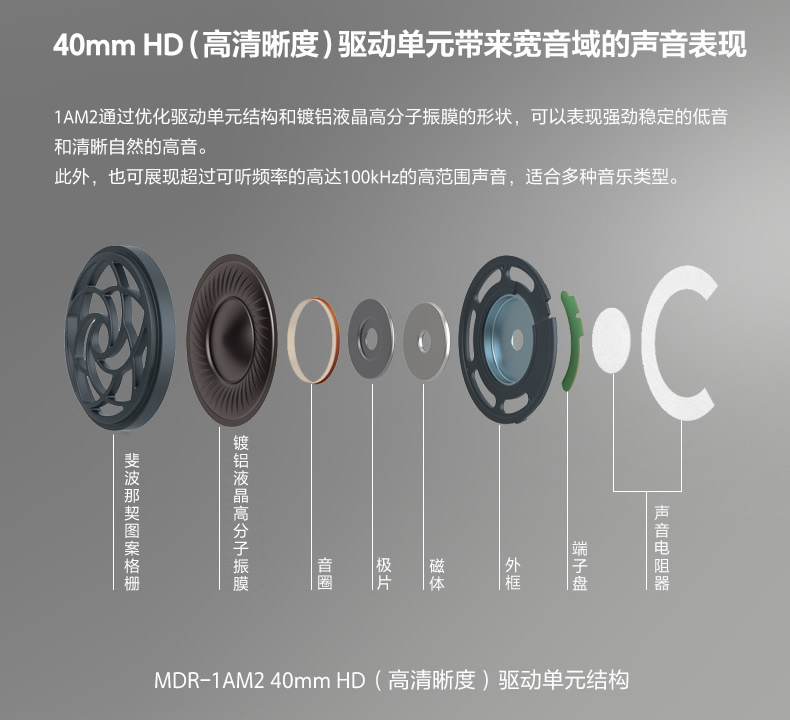 40mm HD(高清晰度)驱动单元带来宽音域的声音表现
1AM2通过优化驱动单元结构和镀铝液晶高分子振膜的形状，可以表现强劲稳定的低音
和清晰自然的高音。
此外，也可展现超过可听频率的高达100kHz的高范围声音，适合多种音乐类型。
斐波那契图案格栅
镀铝液晶高分子振膜
音圈
极片
磁体
外框
端子盘
声音电阻器
MDR-1AM2 40mm HD（高清晰度）驱动单元结构